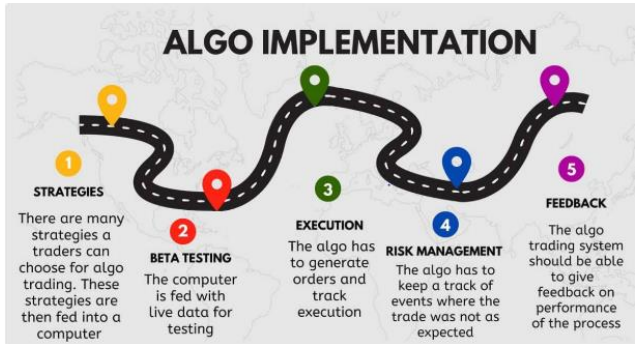 ALGO IMPLEMENTATION
1
STRATEGIES
There are many
strategies a
traders can
choose for algo
trading. These
strategies are
then fed into a
computer
2
BETA TESTING
The computer
is fed with
live data for
testing
3
EXECUTION
The algo has
to generate
orders and
track
execution
4
RISK MANAGEMENT
The algo has to
keep a track of
events where the
trade was not as
expected
5
FEEDBACK
The algo
trading system
should be able
to give
feedback on
performance
of the process